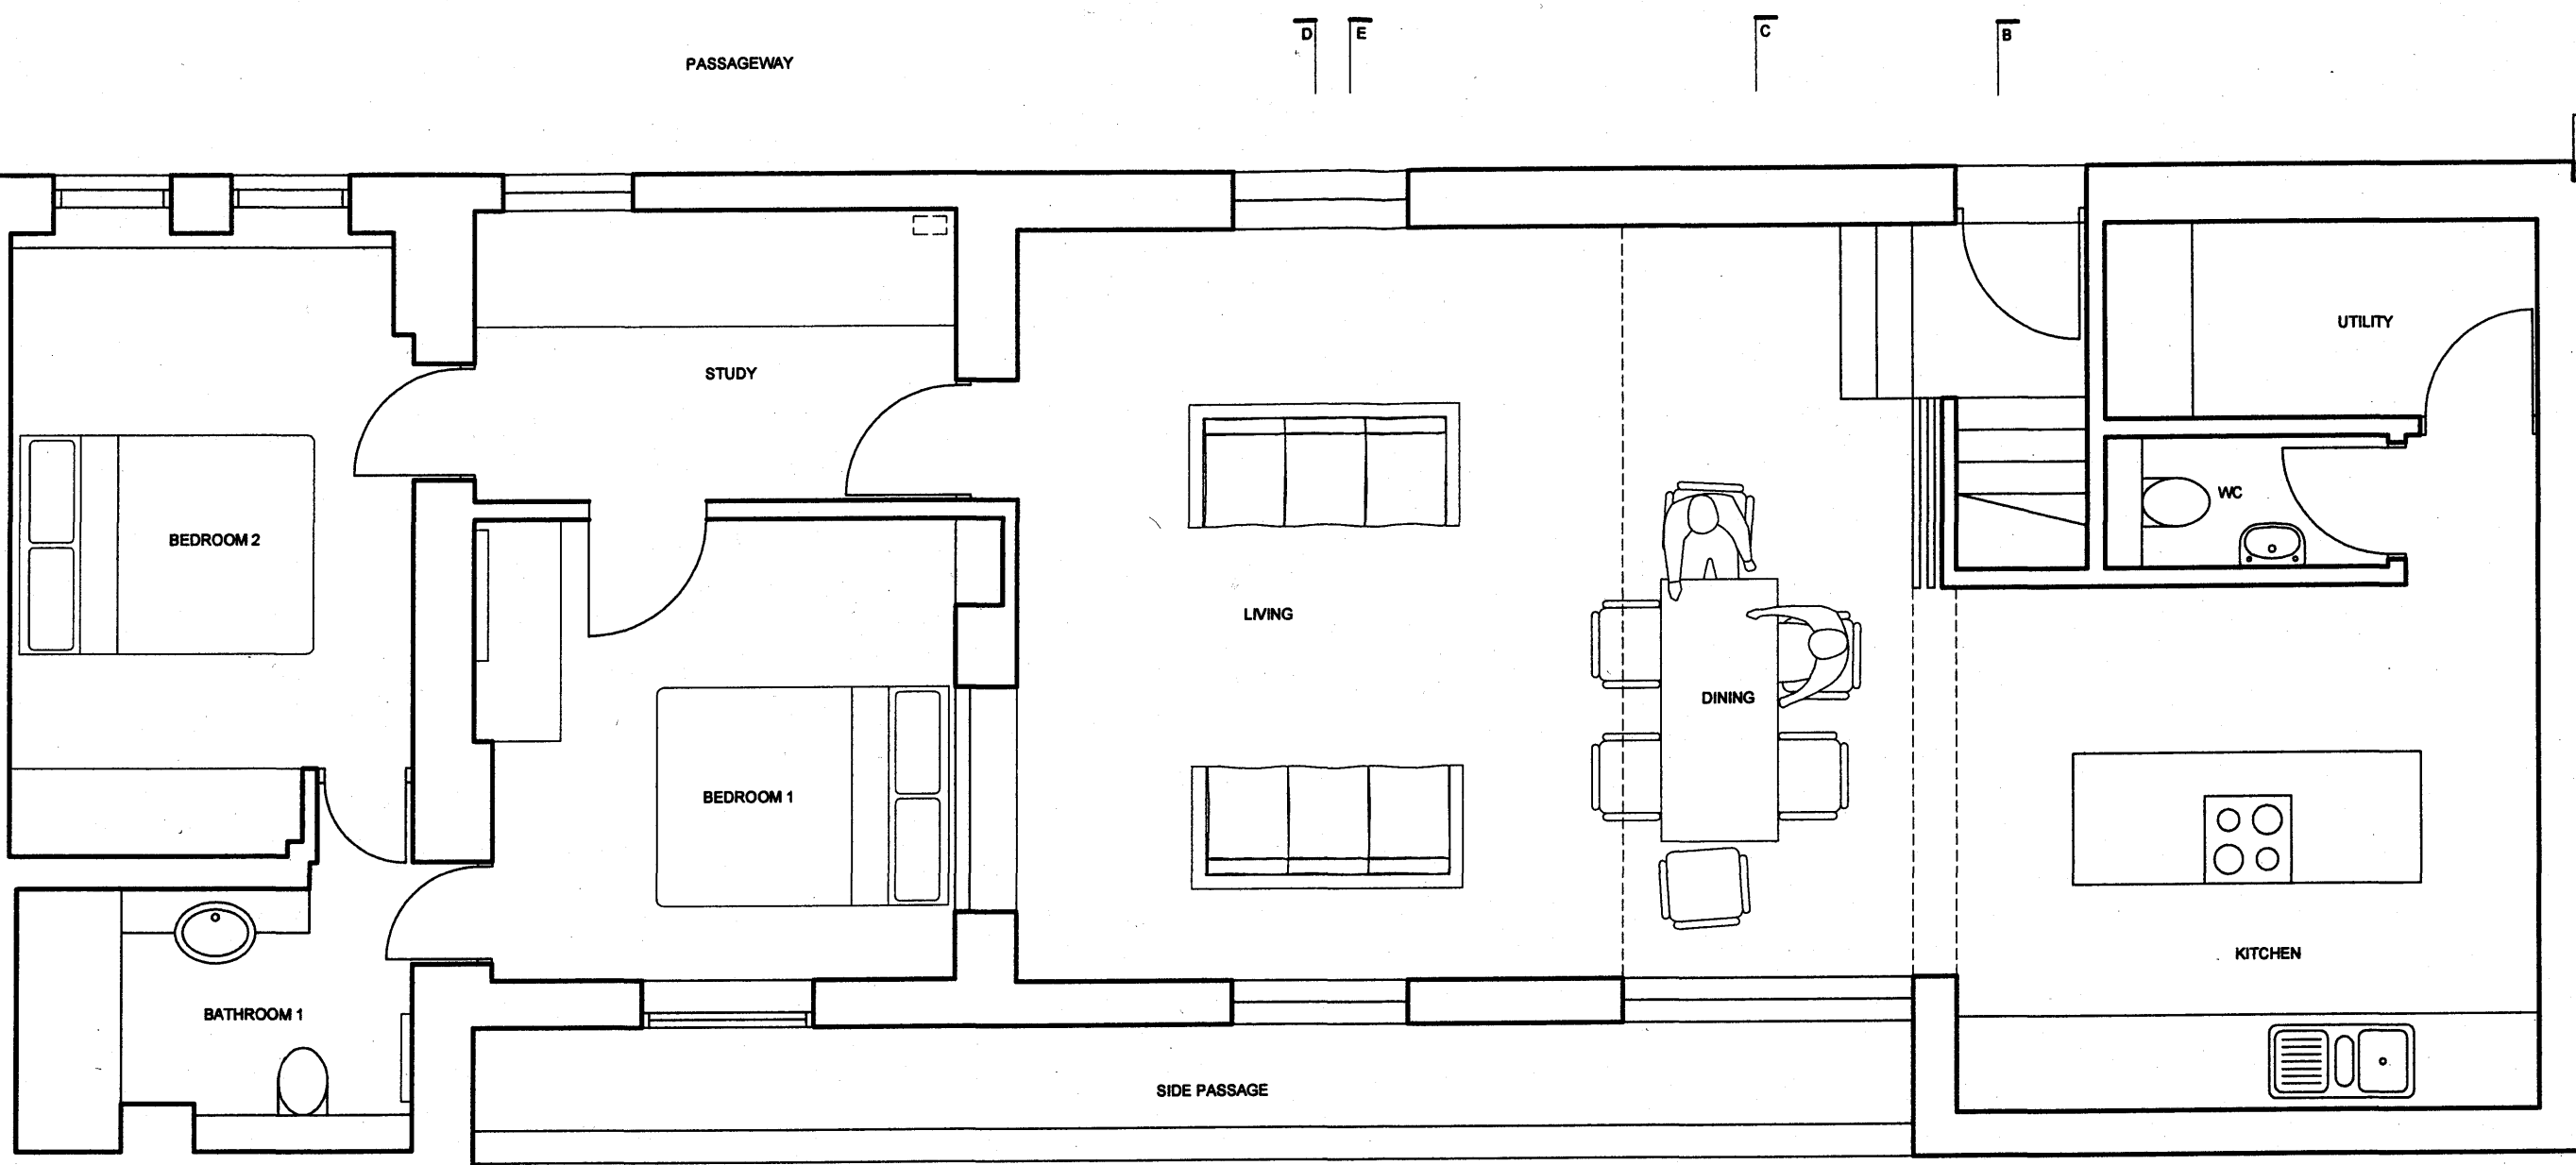 D
E
C
B
PASSAGEWAY
UTILITY
STUDY
WC
BEDROOM 2
LIVING
DINING
BEDROOM 1
KITCHEN
BATHROOM 1
SIDE PASSAGE